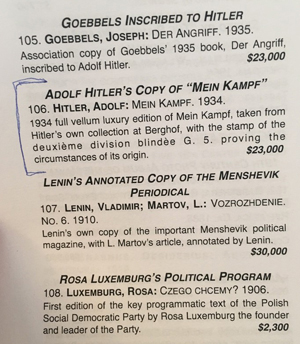 GOEBBELS INSCRIBED TO HITLER
105. GOEBBELS, JOSEPH: DER ANGRIFF. 1935.
Association copy of Goebbels' 1935 book, Der Angriff,
inscribed to Adolf Hitler. $23,000
ADOLF HITLER'S COPY OF "MEIN KAMPF"
106. HITLER, ADOLF: MEIN KAMPF. 1934.
1934 full vellum luxury edition of Mein Kampf, taken from
Hitler's own collection at Berghof, with the stamp of the
deuxième division blindèe G. 5. proving the
circumstances of its origin. $23,000
LENIN'S ANNOTATED COPY OF THE MENSHEVIK
PERIODICAL
107. LENIN, VLADIMIR; MARTOV, L.: VOZROZHDENIE.
NO. 6. 1910.
Lenin's own copy of the important Menshevik political
magazine, with L. Martov's article, annotated by Lenin.
$30,000
ROSA LUXEMBURG'S POLITICAL PROGRAM
108. LUXEMBURG, ROSA: CZEGO CHCEMY? 1906.
First edition of the key programmatic text of the Polish
Social Democratic Party by Rosa Luxemburg the founder
and leader of the Party. $2,300